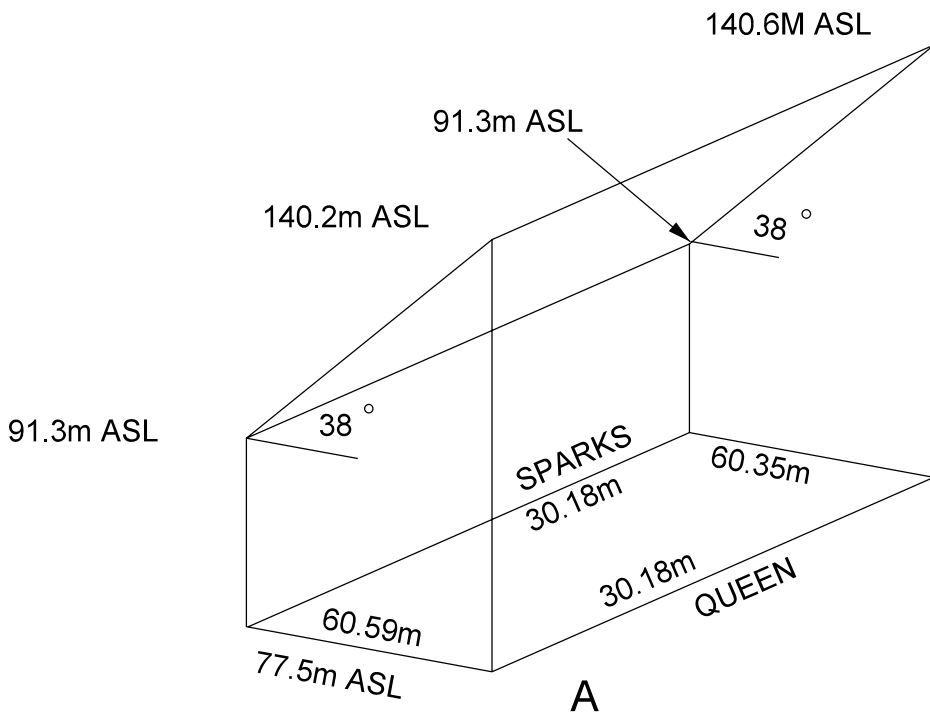 140.6M ASL
91.3m ASL
140.2m ASL
38 °
91.3m ASL
38 °
SPARKS
30.18m
60.35m
30.18m
QUEEN
60.59m
77.5m ASL
A